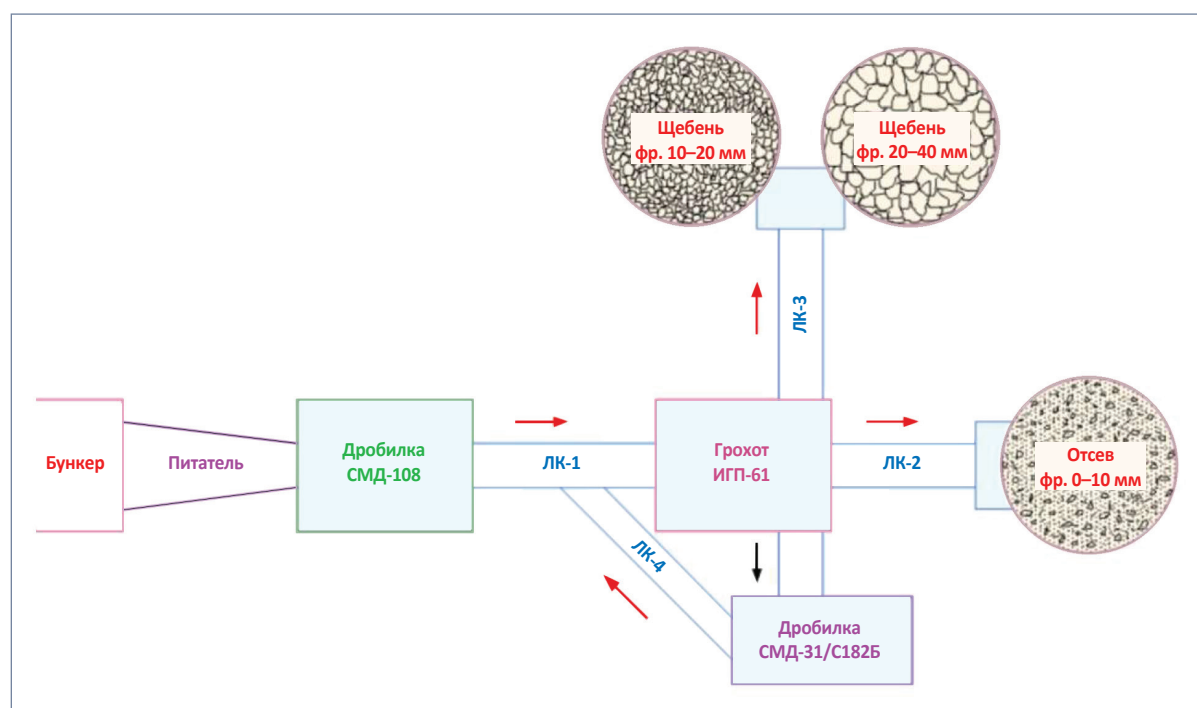 Щебень
фр. 10–20 мм
Щебень
фр. 20–40 мм
ЛК-3
Бункер
Питатель
Дробилка
СМД-108
ЛК-1
Грохот
ИГП-61
ЛК-2
Отсев
фр. 0–10 мм
ЛК-4
Дробилка
СМД-31/С182Б